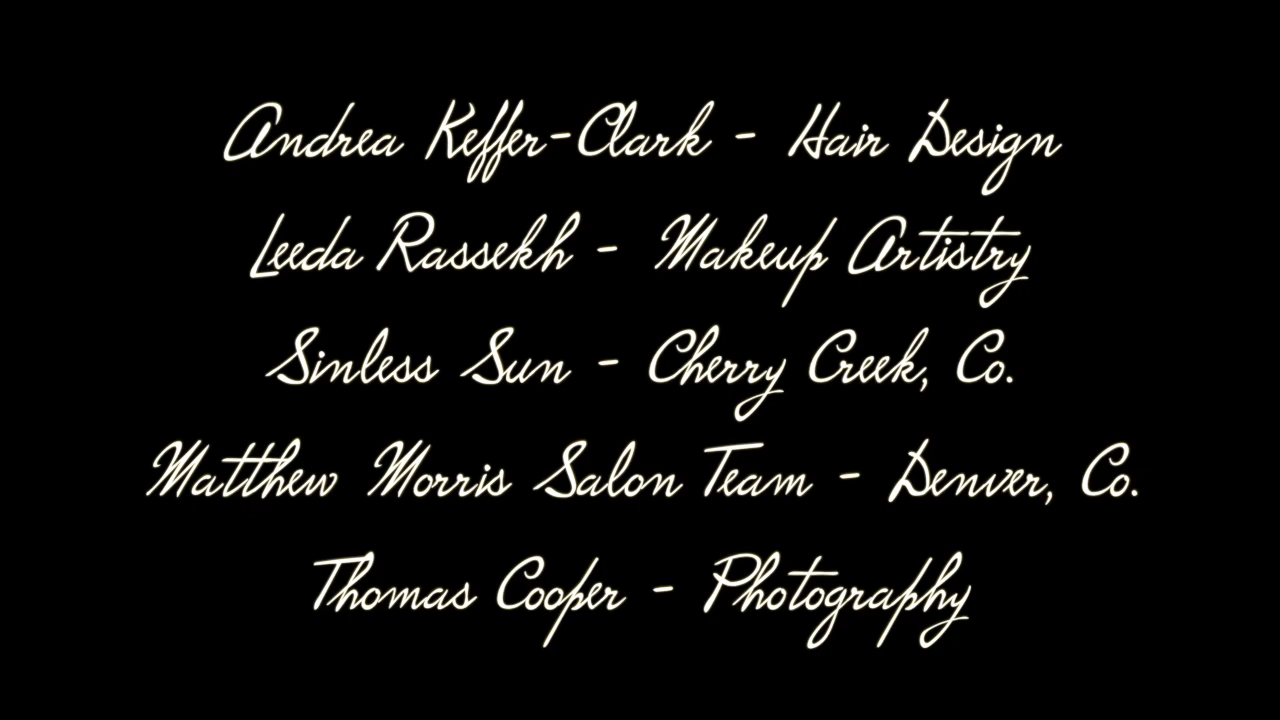 Andrea Keffer-Clark - Hair Design
Leeda Rassekh - Makeup Artistry
Sinless Sun - Cherry Creek, Co.
Matthew Morris Salon Team - Denver, Co.
Thomas Cooper - Photography